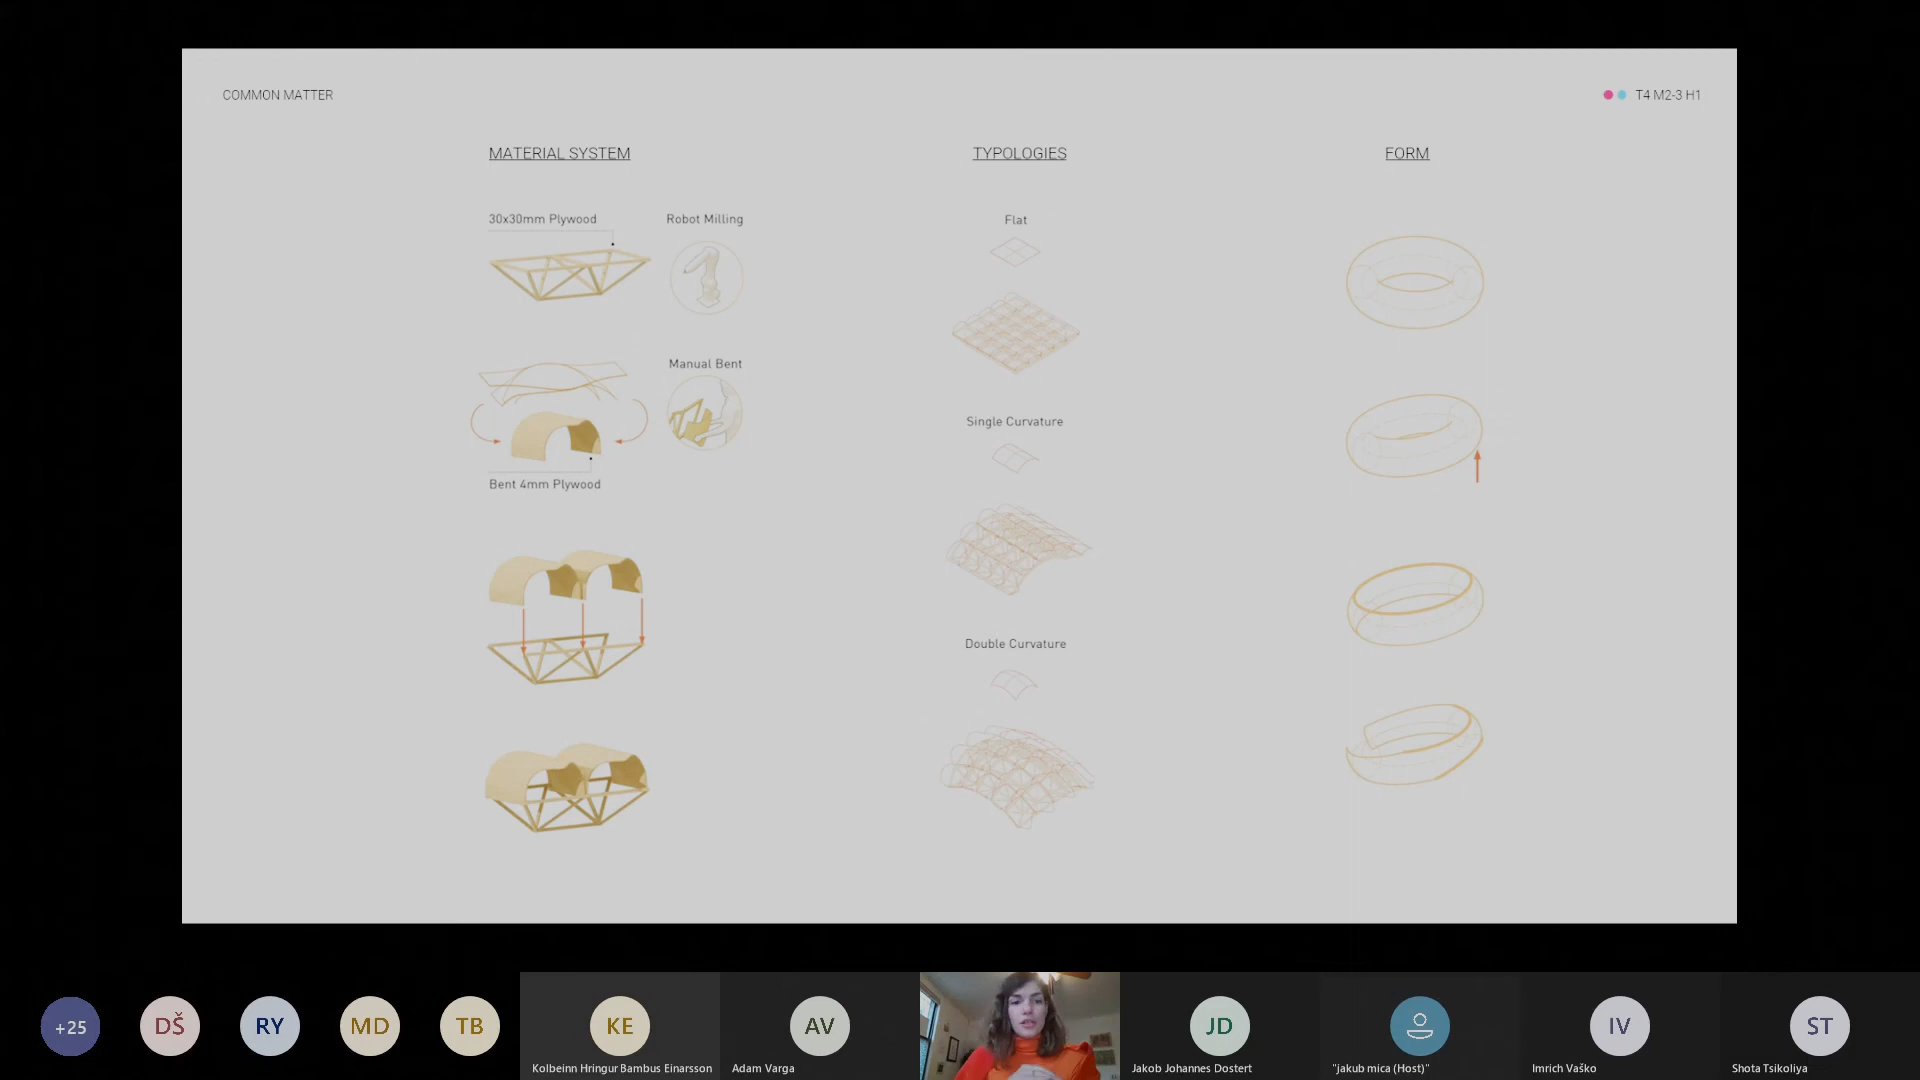 COMMON MATTER
T4 M2-3 H1
MATERIAL SYSTEM
TYPOLOGIES
FORM
30x30mm Plywood
Robot Milling
Flat
Manual Bent
Single Curvature
Bent 4mm Plywood
Double Curvature
+25
DŠ
RY
MD
TB
KE
AV
JD
IV
ST
Kolbeinn Hringur Bambus Einarsson
Adam Varga
Jakob Johannes Dostert
"jakub mica (Host)"
Imrich Vaško
Shota Tsikoliya